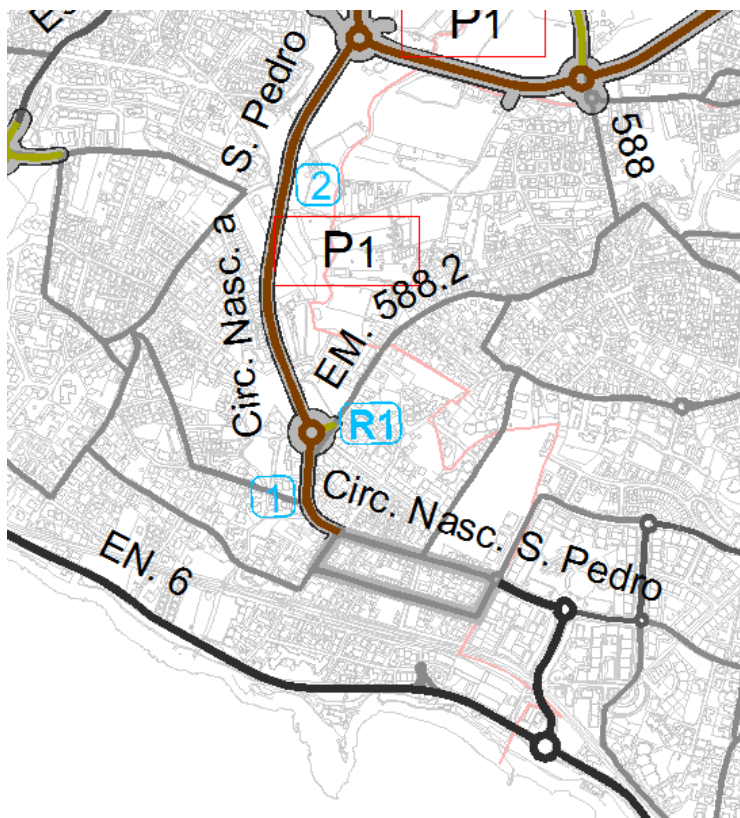 P1
S. Pedro
588
2
P1
Circ. Nasc. a
EM. 588.2
R1
1
Circ. Nasc. S. Pedro
EN. 6